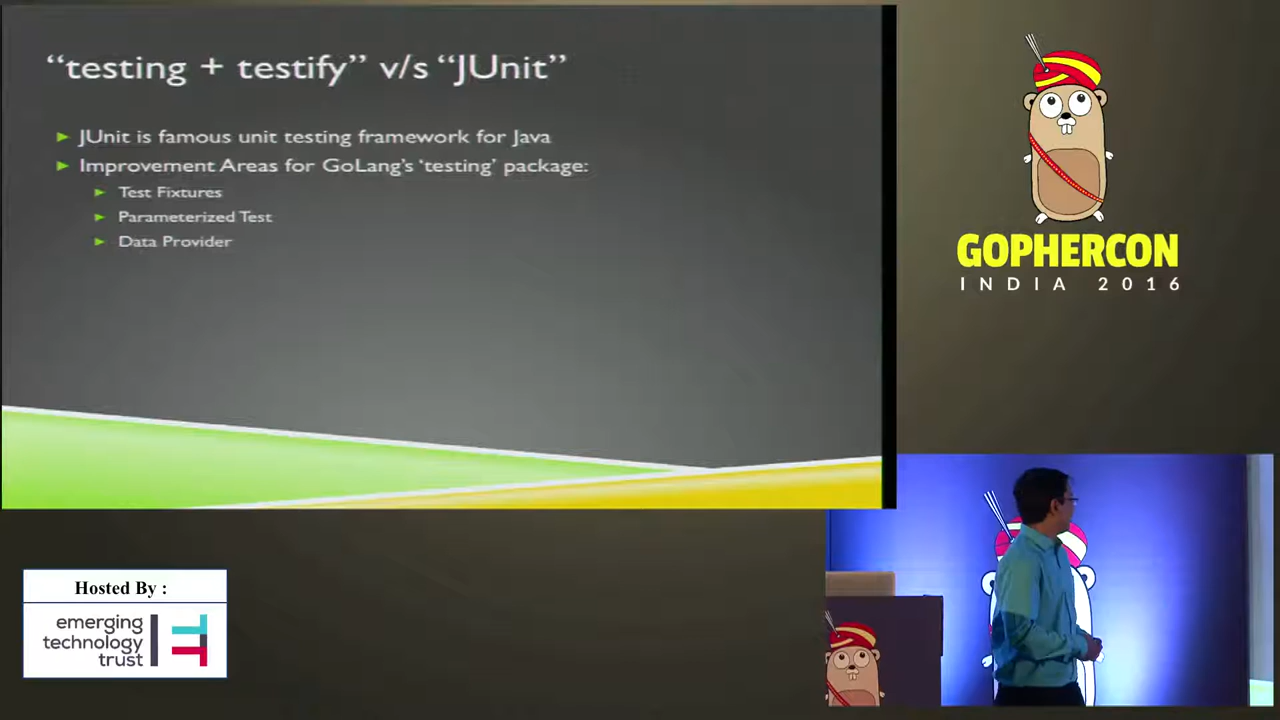 “testing + testify” v/s “JUnit”
JUnit is famous unit testing framework for Java
Improvement Areas for GoLang's ‘testing’ package:
Test Fixtures
Parameterized Test
Data Provider
GOPHERCON
INDIA 2016
Hosted By :
emerging
technology
trust